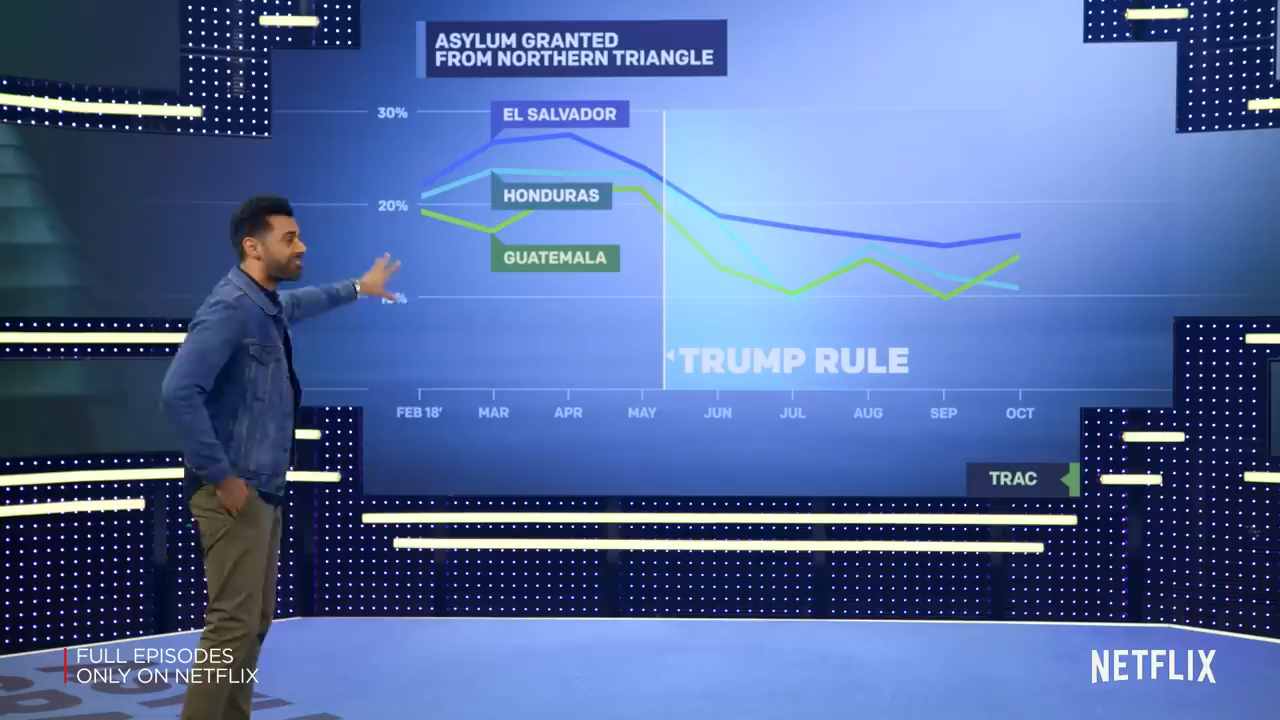 ASYLUM GRANTED
FROM NORTHERN TRIANGLE
30%
EL SALVADOR
HONDURAS
20%
GUATEMALA
TRUMP RULE
FEB 18' MAR APR MAY JUN JUL AUG SEP OCT
TRAC
FULL EPISODES
ONLY ON NETFLIX
NETFLIX